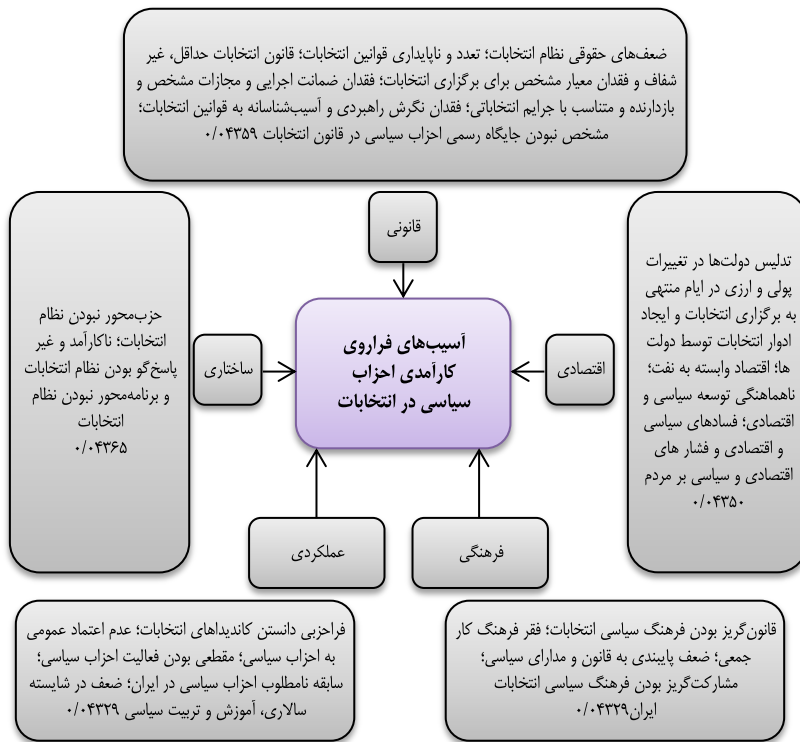 ضعف‌های حقوقی نظام انتخابات؛ تعدد و ناپایداری قوانین انتخابات؛ قانون انتخابات حداقل، غیر
شفاف و فقدان معیار مشخص برای برگزاری انتخابات؛ فقدان ضمانت اجرایی و مجازات مشخص و
بازدارنده و متناسب با جرایم انتخاباتی؛ فقدان نگرش راهبردی و آسیب‌شناسانه به قوانین انتخابات؛
مشخص نبودن جایگاه رسمی احزاب سیاسی در قانون انتخابات ۰/۰۴۳۵۹
قانونی
تدلیس دولت‌ها در تغییرات
پولی و ارزی در ایام منتهی
به برگزاری انتخابات و ایجاد
ادوار انتخابات توسط دولت
ها؛ اقتصاد وابسته به نفت؛
ناهماهنگی توسعه سیاسی و
اقتصادی؛ فسادهای سیاسی
و اقتصادی و فشار های
اقتصادی و سیاسی بر مردم
۰/۰۴۳۵۰
اقتصادی
آسیب‌های فراروی
کارآمدی احزاب
سیاسی در انتخابات
ساختاری
حزب‌محور نبودن نظام
انتخابات؛ ناکارآمد و غیر
پاسخ‌گو بودن نظام انتخابات
و برنامه‌محور نبودن نظام
انتخابات
۰/۰۴۳۶۵
فرهنگی
عملکردی
قانون‌گریز بودن فرهنگ سیاسی انتخابات؛ فقر فرهنگ کار
جمعی؛ ضعف پایبندی به قانون و مدارای سیاسی؛
مشارکت‌گریز بودن فرهنگ سیاسی انتخابات
ایران۰/۰۴۳۲۹
فراحزبی دانستن کاندیداهای انتخابات؛ عدم اعتماد عمومی
به احزاب سیاسی؛ مقطعی بودن فعالیت احزاب سیاسی؛
سابقه نامطلوب احزاب سیاسی در ایران؛ ضعف در شایسته
سالاری، آموزش و تربیت سیاسی ۰/۰۴۳۲۹